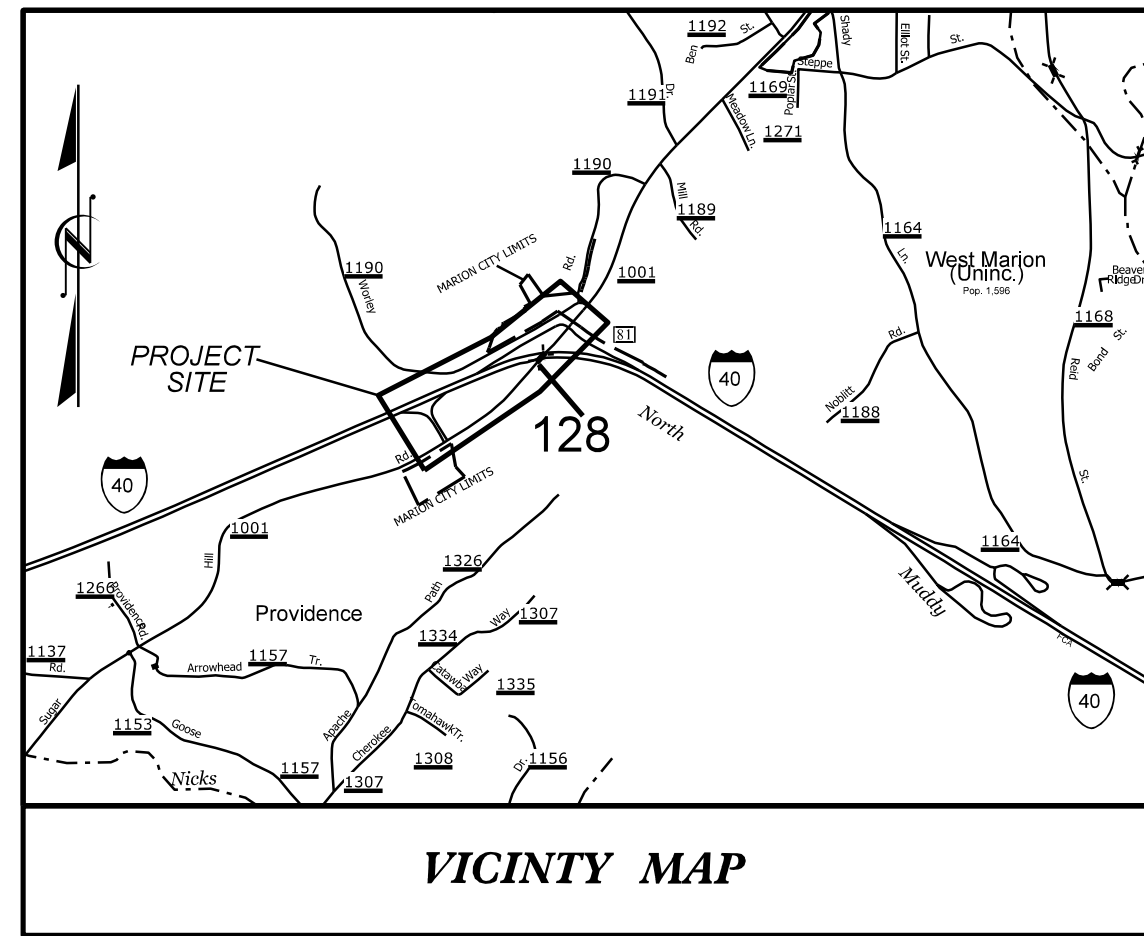 1192
Ben
St.
Shady
Elliot St.
St.
Steppe
1169
Poplar St.
1191
Dr.
Meadow Ln.
1271
1190
Mill
Rd.
1189
1164
Ln.
West Marion
(Uninc.)
Pop. 1,596
Beaver
Ridge Dr
N
MARION CITY LIMITS
Rd.
1190
Worley
1001
81
1168
Reid
Bond St.
St.
PROJECT
SITE
40
Rd.
Noblitt
1188
128
North
40
Rd.
MARION CITY LIMITS
1001
Hill
1164
Muddy
FCA
1326
Path
1266
Providence
Rd.
Providence
1307
Way
1334
1137
Rd.
Arrowhead
1157
Tr.
Catawba Way
1335
40
Sugar
1153
Goose
Apache
Cherokee
Tomahawk Tr.
1308
Dr.
1156
Nicks
1157
1307
VICINTY MAP